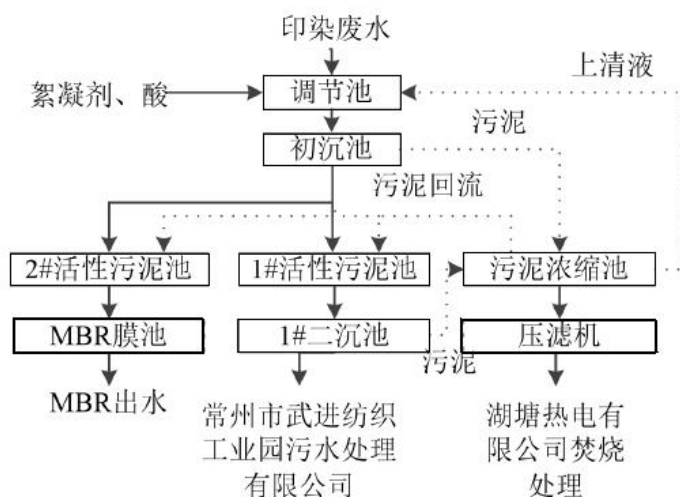 印染废水
上清液
絮凝剂、酸
调节池
污泥
初沉池
污泥回流
2#活性污泥池
1#活性污泥池
污泥浓缩池
MBR膜池
1#二沉池
压滤机
污泥
MBR出水
常州市武进纺织
工业园污水处理
有限公司
湖塘热电有
限公司焚烧
处理